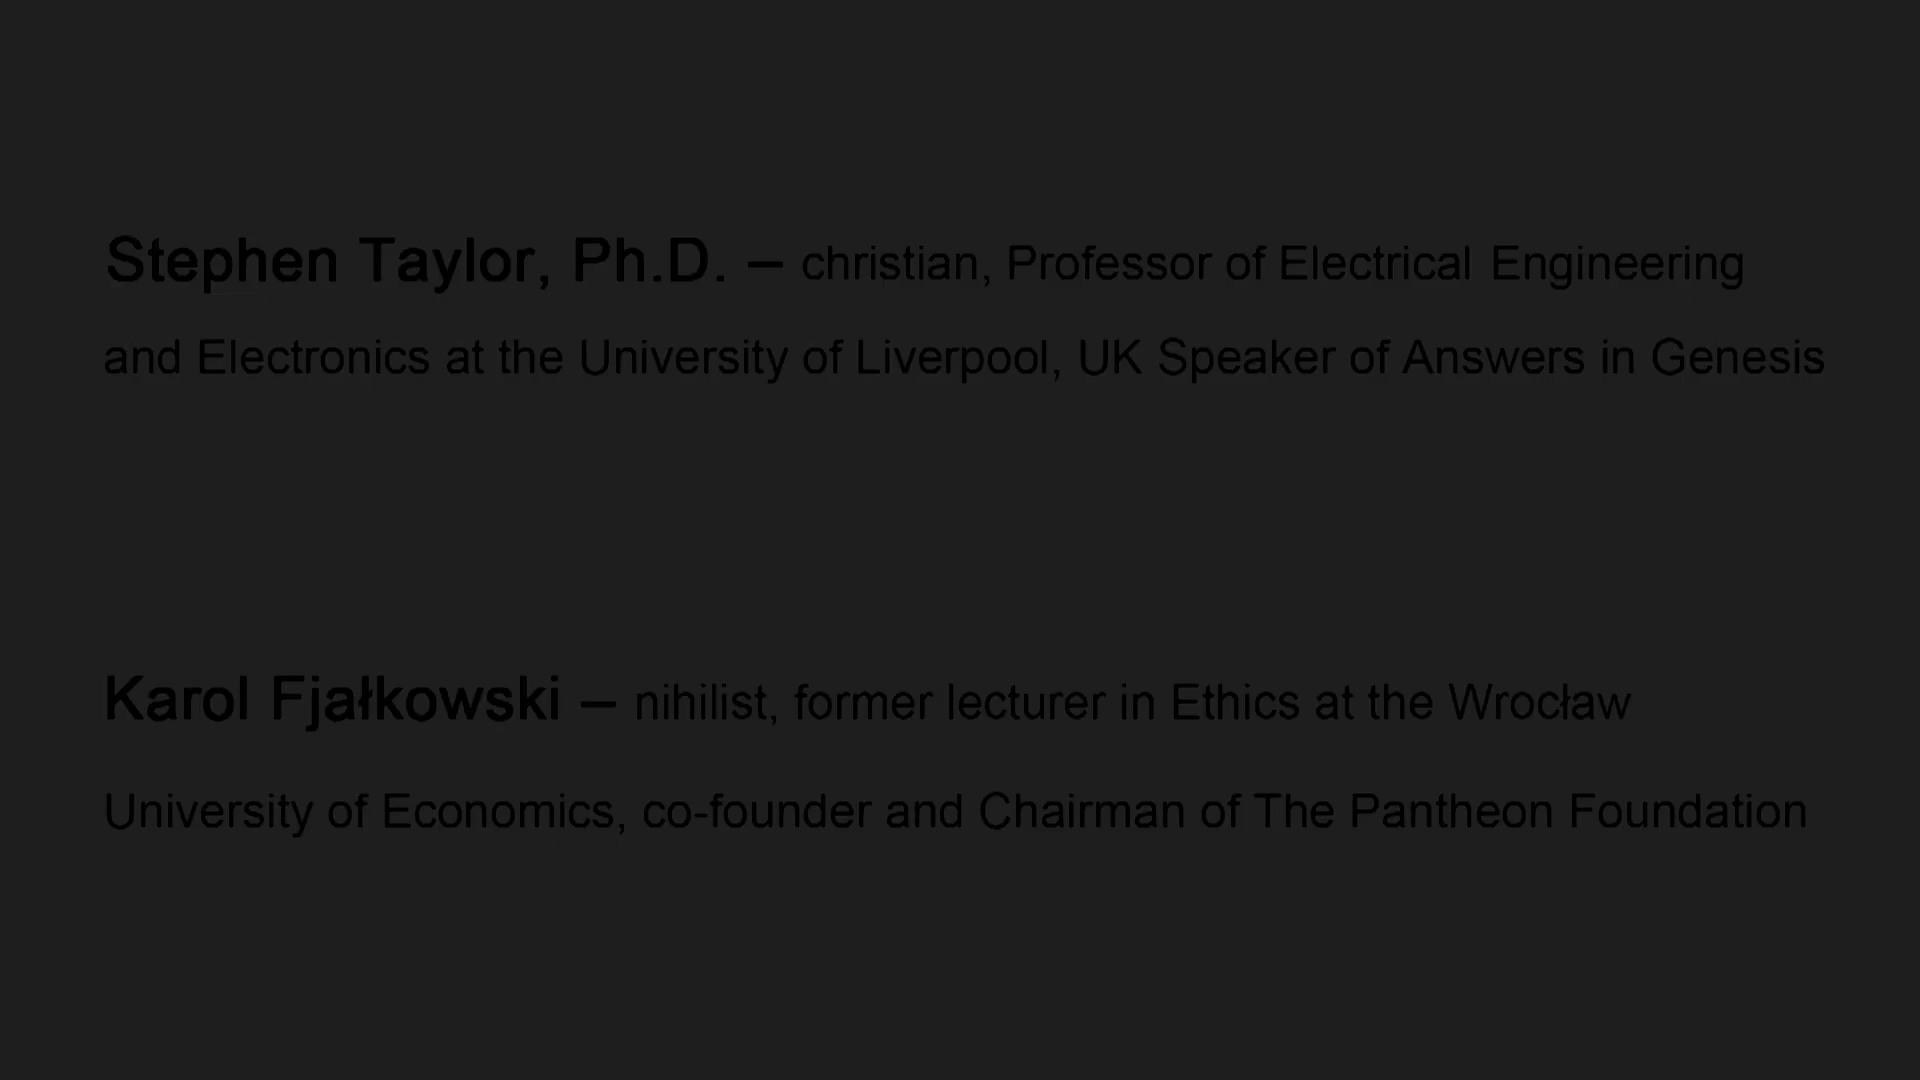 Stephen Taylor, Ph.D. – christian, Professor of Electrical Engineering
and Electronics at the University of Liverpool, UK Speaker of Answers in Genesis
Karol Fjałkowski – nihilist, former lecturer in Ethics at the Wrocław
University of Economics, co-founder and Chairman of The Pantheon Foundation